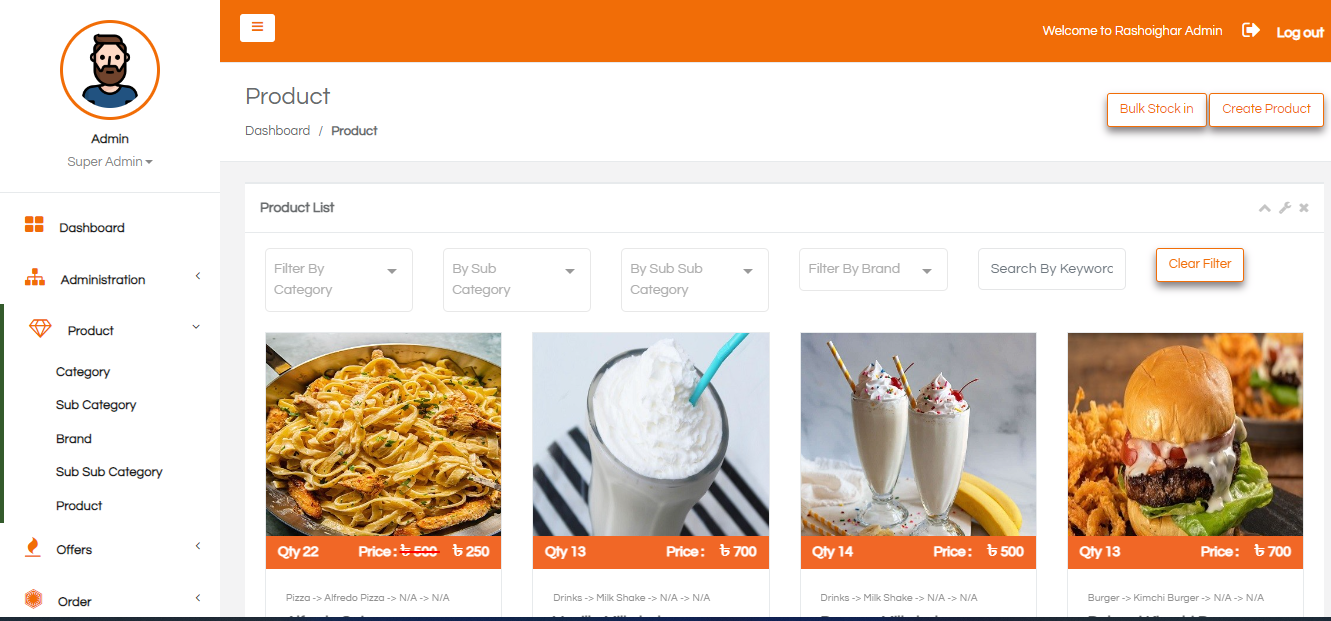 Welcome to Rashoighar Admin
Log out
Admin
Super Admin
Dashboard
Administration
Product
Category
Sub Category
Brand
Sub Sub Category
Product
Offers
Order
Product
Dashboard / Product
Bulk Stock in
Create Product
Product List
Filter By
Category
By Sub
Category
By Sub Sub
Category
Filter By Brand
Search By Keyworc
Clear Filter
Qty 22 Price : ৳ 500 ৳ 250
Qty 13 Price : ৳ 700
Qty 14 Price : ৳ 500
Qty 13 Price : ৳ 700
Pizza -> Alfredo Pizza -> N/A -> N/A
Drinks -> Milk Shake -> N/A -> N/A
Drinks -> Milk Shake -> N/A -> N/A
Burger -> Kimchi Burger -> N/A -> N/A